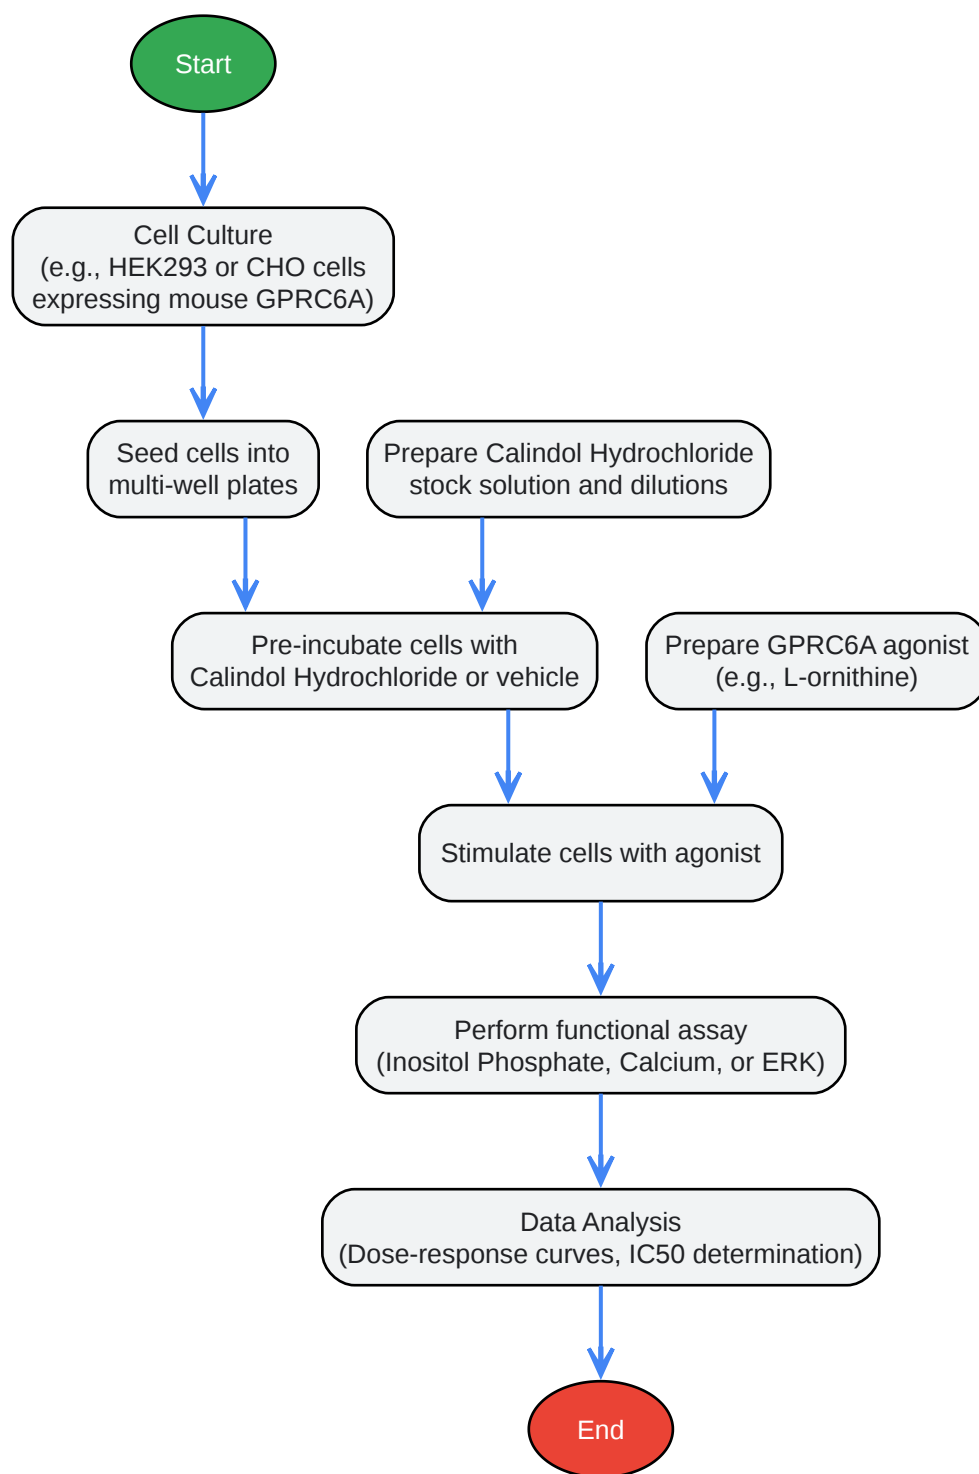 Start
Cell Culture
(e.g., HEK293 or CHO cells
expressing mouse GPRC6A)
Seed cells into
multi-well plates
Prepare Calindol Hydrochloride
stock solution and dilutions
Pre-incubate cells with
Calindol Hydrochloride or vehicle
Prepare GPRC6A agonist
(e.g., L-ornithine)
Stimulate cells with agonist
Perform functional assay
(Inositol Phosphate, Calcium, or ERK)
Data Analysis
(Dose-response curves, IC50 determination)
End